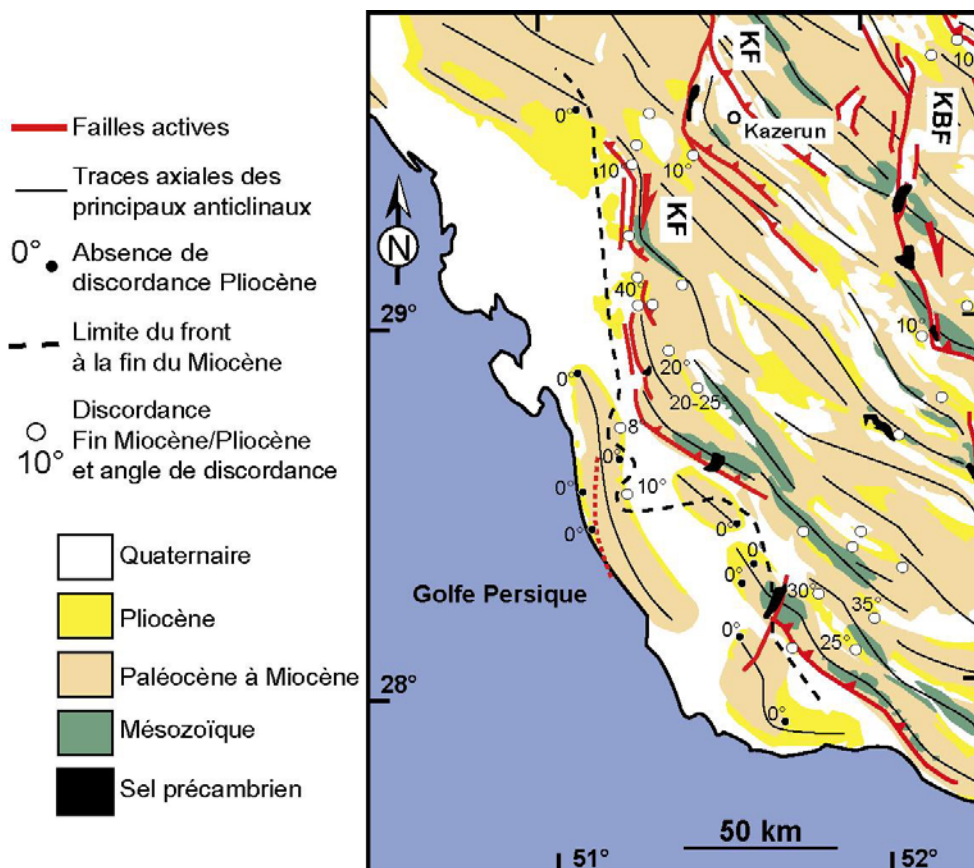 Failles actives
Traces axiales des
principaux anticlinaux
0°
Absence de
discordance Pliocène
Limite du front
à la fin du Miocène
Discordance
Fin Miocène/Pliocène
10°
et angle de discordance
Quaternaire
Pliocène
Paléocène à Miocène
Mésozoïque
Sel précambrien
KF
10
KBF
0°
Kazerun
10°
10°
KF
N
40°
29°
10°
0°
20°
20-25°
8
0°
0°
10°
0°
0°
0
0°
Golfe Persique
30°
35°
0°
25°
28°
0°
50 km
51°
52°